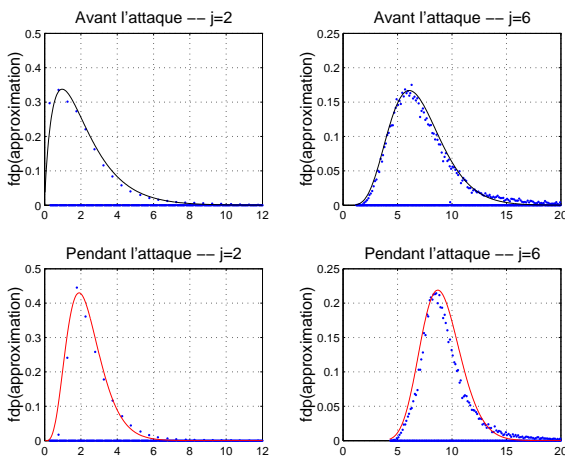 Avant l'attaque −− j=2
fdp(approximation)
0.5
0.4
0.3
0.2
0.1
0
0 2 4 6 8 10 12
Avant l'attaque −− j=6
fdp(approximation)
0.25
0.2
0.15
0.1
0.05
0
0 5 10 15 20
Pendant l'attaque −− j=2
fdp(approximation)
0.5
0.4
0.3
0.2
0.1
0
0 2 4 6 8 10 12
Pendant l'attaque −− j=6
fdp(approximation)
0.25
0.2
0.15
0.1
0.05
0
0 5 10 15 20